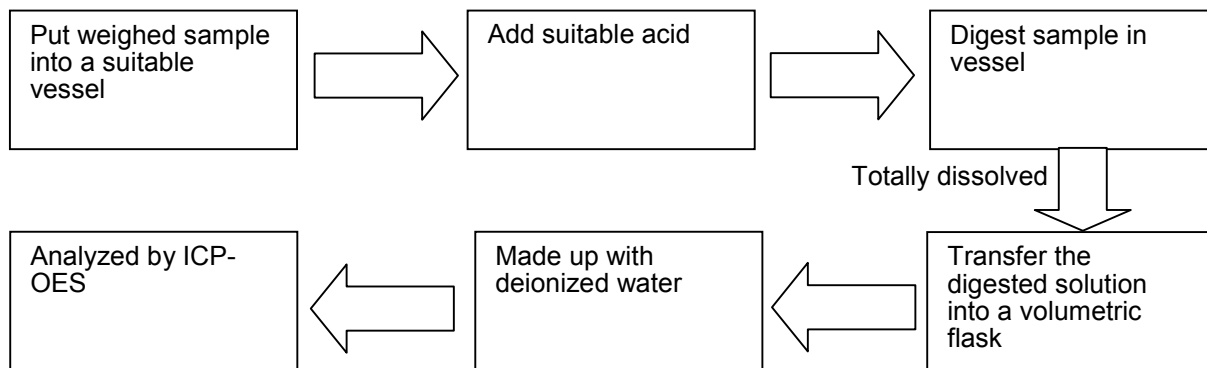 Put weighed sample
into a suitable
vessel
Add suitable acid
Digest sample in
vessel
Totally dissolved
Transfer the
digested solution
into a volumetric
flask
Made up with
deionized water
Analyzed by ICP-
OES